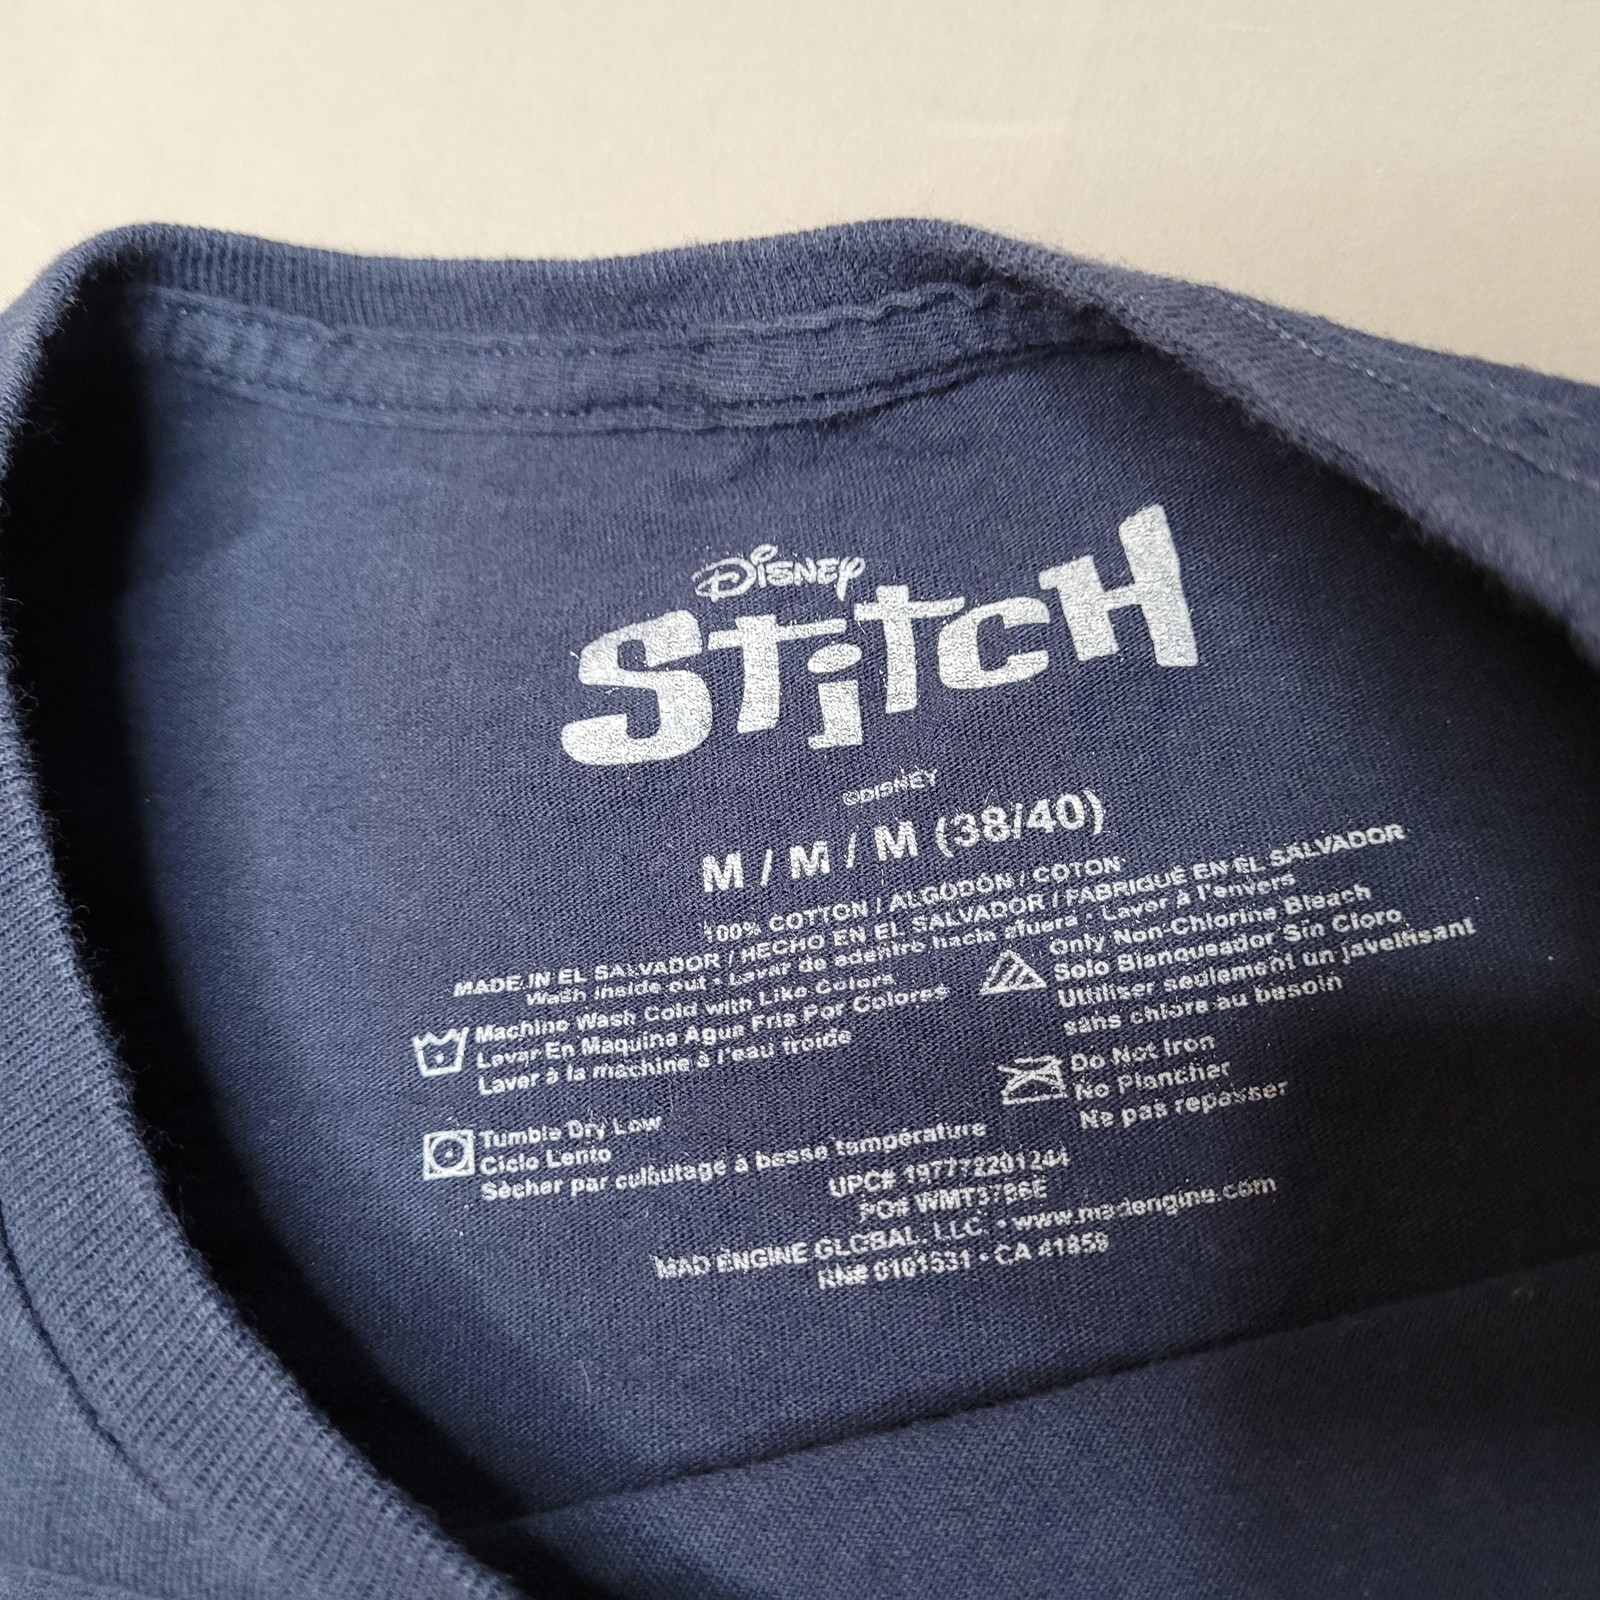 Disney
Stitch
©DISNEY
M / M / M (38/40)
100% COTTON / ALGODÓN / COTON
MADE IN EL SALVADOR / HECHO EN EL SALVADOR / FABRIQUÉ EN EL SALVADOR
Wash inside out • Lavar de adentro hacia afuera • Laver à l'envers
Machine Wash Cold with Like Colors
Lavar En Maquina Agua Fria Por Colores
Laver à la machine à l'eau froide
Only Non-Chlorine Bleach
Solo Blanqueador Sin Cloro
Utiliser seulement un javellisant
sans chlore au besoin
Tumble Dry Low
Ciclo Lento
Sècher par culbutage à basse température
Do Not Iron
No Planchar
Ne pas repasser
UPC# 197772201244
PO#
MAD ENGINE GLOBAL, LLC. • www.madengine.com
RN# 0101531 • CA 41859